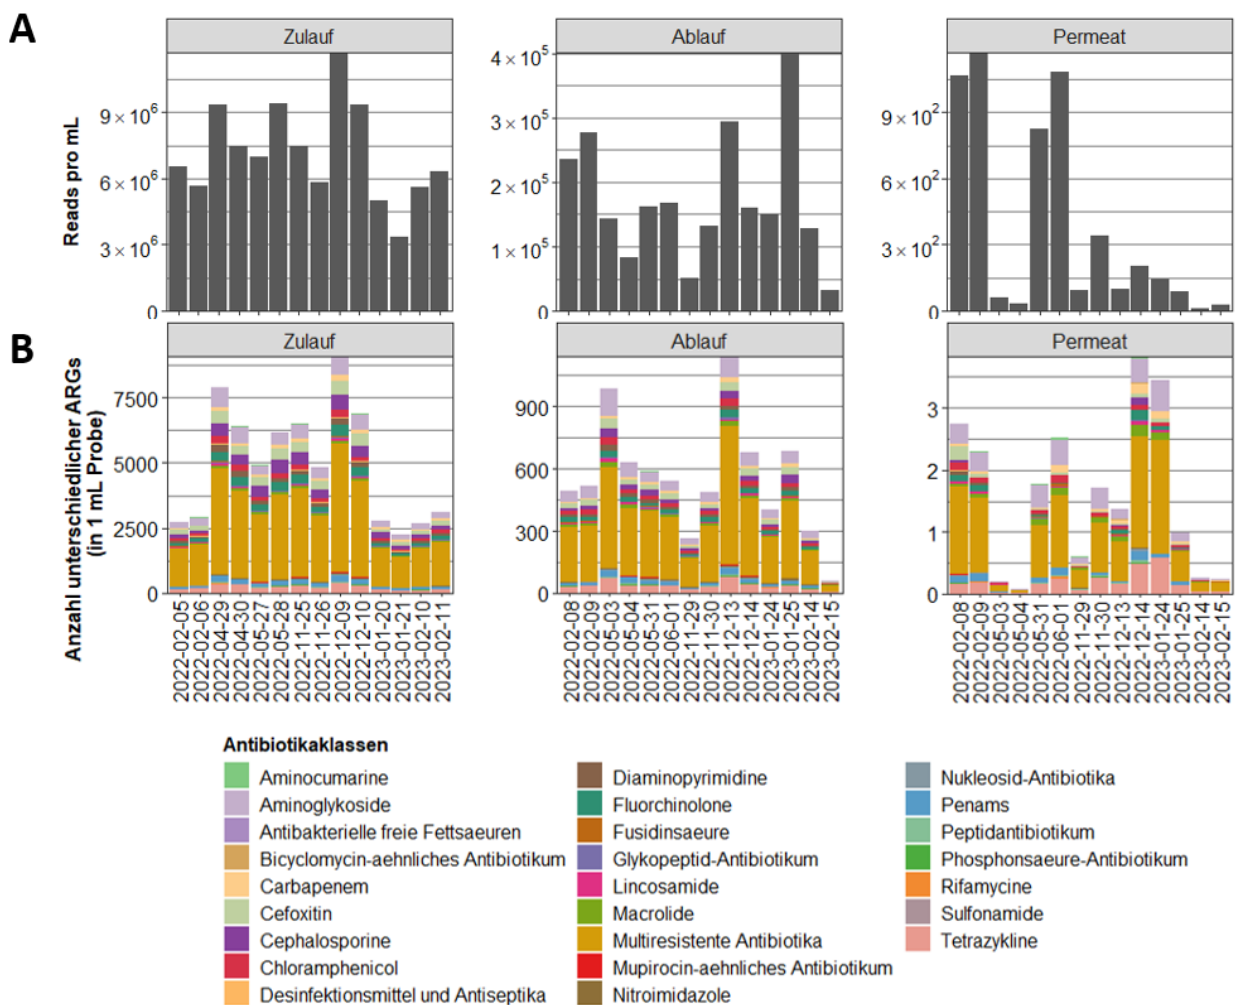 A
Zulauf
Ablauf
Permeat
Reads pro mL
9 × 10⁶
6 × 10⁶
3 × 10⁶
0
4 × 10⁵
3 × 10⁵
2 × 10⁵
1 × 10⁵
0
9 × 10²
6 × 10²
3 × 10²
0
B
Zulauf
Ablauf
Permeat
Anzahl unterschiedlicher ARGs
(in 1 mL Probe)
7500
5000
2500
0
900
600
300
0
3
2
1
0
2022-02-05
2022-02-06
2022-04-29
2022-04-30
2022-05-27
2022-05-28
2022-11-25
2022-11-26
2022-12-09
2022-12-10
2023-01-20
2023-01-21
2023-02-10
2023-02-11
2022-02-08
2022-02-09
2022-05-03
2022-05-04
2022-05-31
2022-06-01
2022-11-29
2022-11-30
2022-12-13
2022-12-14
2023-01-24
2023-01-25
2023-02-14
2023-02-15
2022-02-08
2022-02-09
2022-05-03
2022-05-04
2022-05-31
2022-06-01
2022-11-29
2022-11-30
2022-12-13
2022-12-14
2023-01-24
2023-01-25
2023-02-14
2023-02-15
Antibiotikaklassen
Aminocumarine
Aminoglykoside
Antibakterielle freie Fettsaeuren
Bicyclomycin-aehnliches Antibiotikum
Carbapenem
Cefoxitin
Cephalosporine
Chloramphenicol
Desinfektionsmittel und Antiseptika
Diaminopyrimidine
Fluorchinolone
Fusidinsaeure
Glykopeptid-Antibiotikum
Lincosamide
Macrolide
Multiresistente Antibiotika
Mupirocin-aehnliches Antibiotikum
Nitroimidazole
Nukleosid-Antibiotika
Penams
Peptidantibiotikum
Phosphonsaeure-Antibiotikum
Rifamycine
Sulfonamide
Tetrazykline